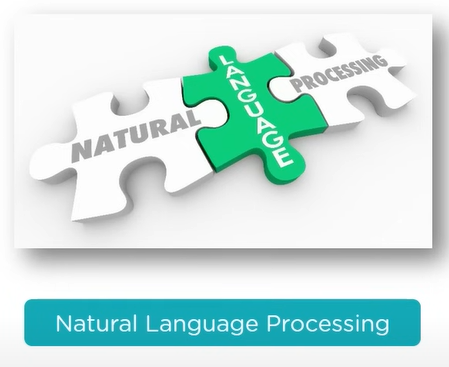 NATURAL
LANGUAGE
PROCESSING
Natural Language Processing